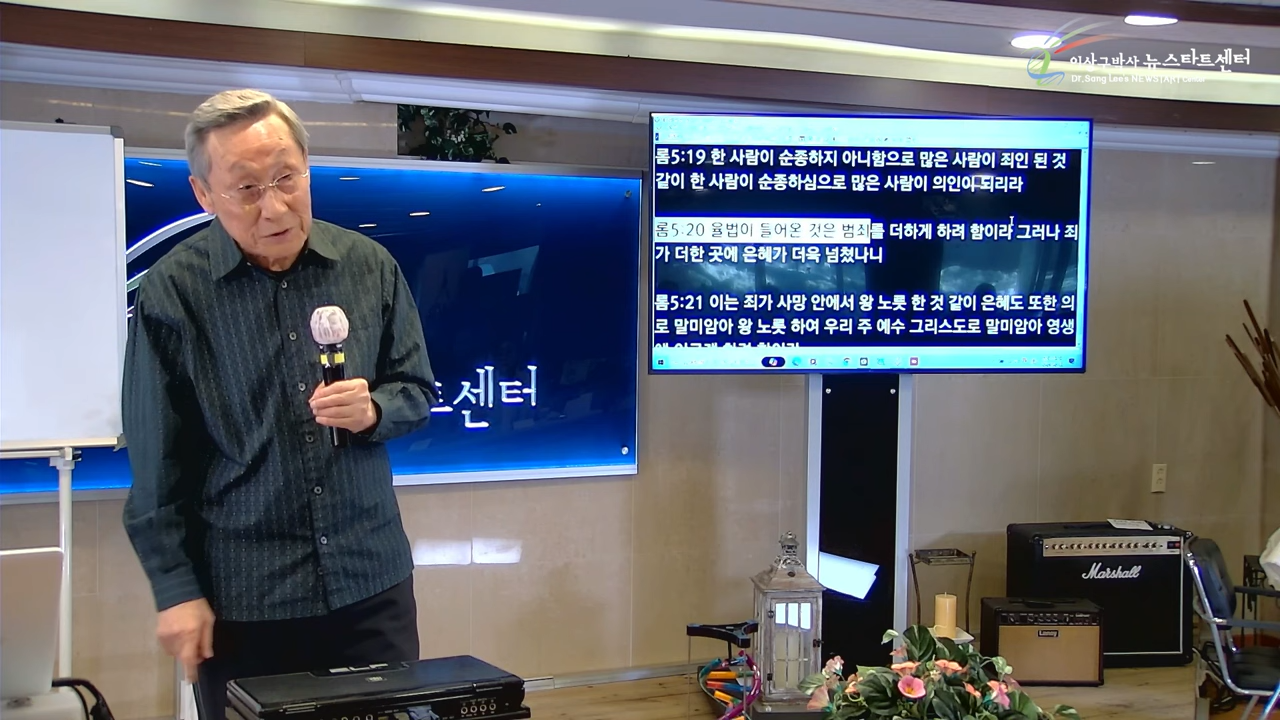 이상구박사 뉴스타트센터
Dr.Sang Lee's NEWSTART Center
롬5:19 한 사람이 순종하지 아니함으로 많은 사람이 죄인 된 것
같이 한 사람이 순종하심으로 많은 사람이 의인이 되리라
롬5:20 율법이 들어온 것은 범죄를 더하게 하려 함이라 그러나 죄
가 더한 곳에 은혜가 더욱 넘쳤나니
롬5:21 이는 죄가 사망 안에서 왕 노릇 한 것 같이 은혜도 또한 의
로 말미암아 왕 노릇 하여 우리 주 예수 그리스도로 말미암아 영생
트센터
Marshall
Laney